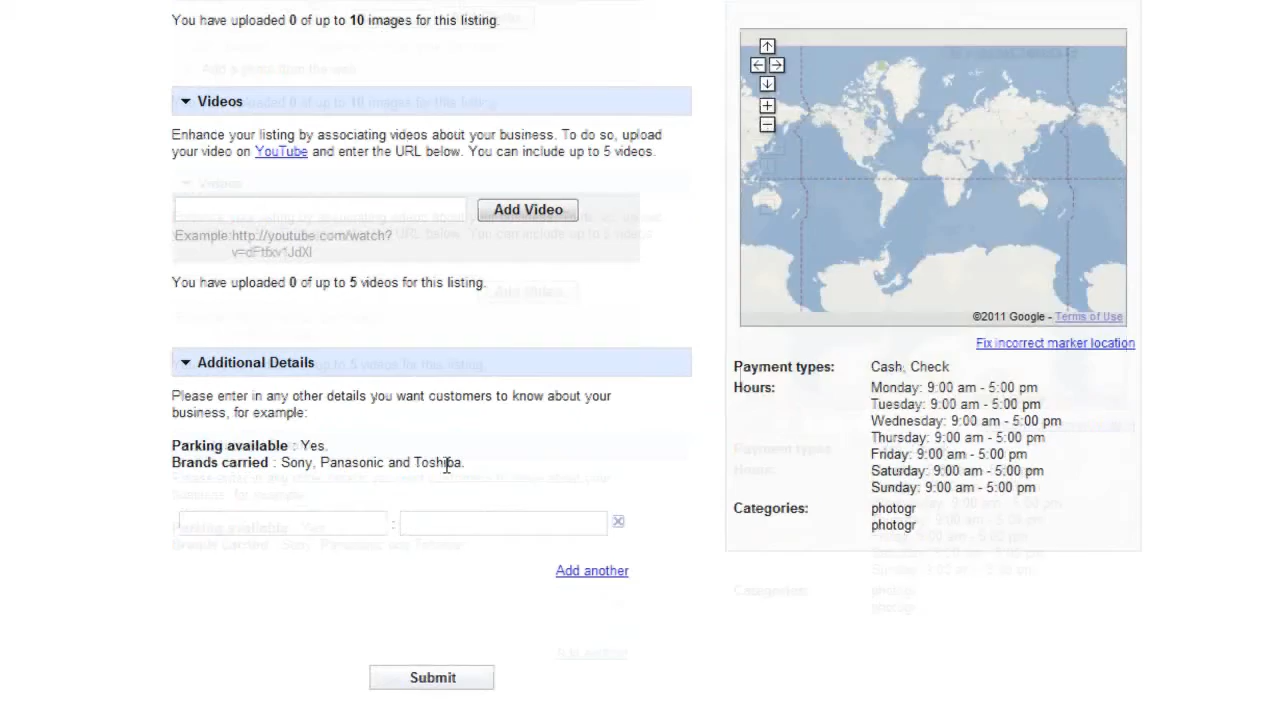 You have uploaded 0 of up to 10 images for this listing.
Add a photo from the web
Videos
Enhance your listing by associating videos about your business. To do so, upload
your video on YouTube and enter the URL below. You can include up to 5 videos.
Add Video
Example:http://youtube.com/watch?
You have uploaded 0 of up to 5 videos for this listing.
Additional Details
Please enter in any other details you want customers to know about your
business, for example:
Parking available : Yes.
Brands carried : Sony, Panasonic and Toshiba.
:
Add another
Submit
©2011 Google - Terms of Use
Fix incorrect marker location
Payment types: Cash, Check
Hours: Monday: 9:00 am - 5:00 pm
Tuesday: 9:00 am - 5:00 pm
Wednesday: 9:00 am - 5:00 pm
Thursday: 9:00 am - 5:00 pm
Friday: 9:00 am - 5:00 pm
Saturday: 9:00 am - 5:00 pm
Sunday: 9:00 am - 5:00 pm
Categories: photogr
photogr